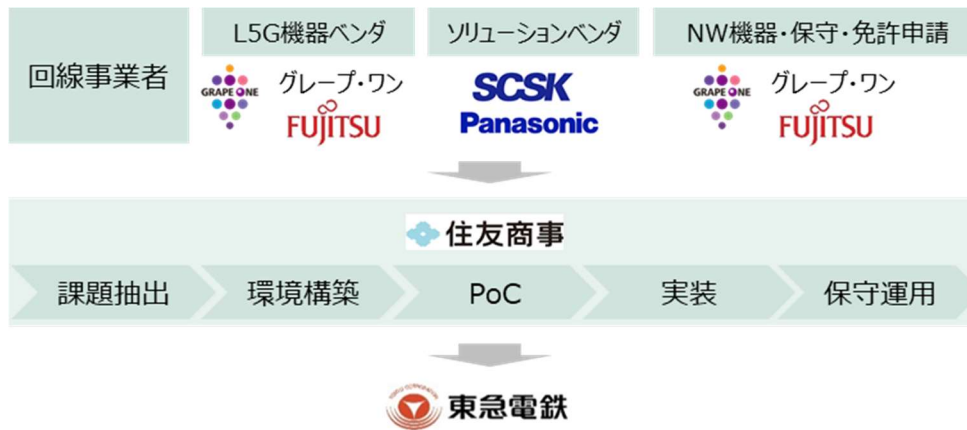 回線事業者
L5G機器ベンダ
GRAPE ONE
グレープ・ワン
FUJITSU
ソリューションベンダ
SCSK
Panasonic
NW機器・保守・免許申請
GRAPE ONE
グレープ・ワン
FUJITSU
住友商事
課題抽出
環境構築
PoC
実装
保守運用
東急電鉄